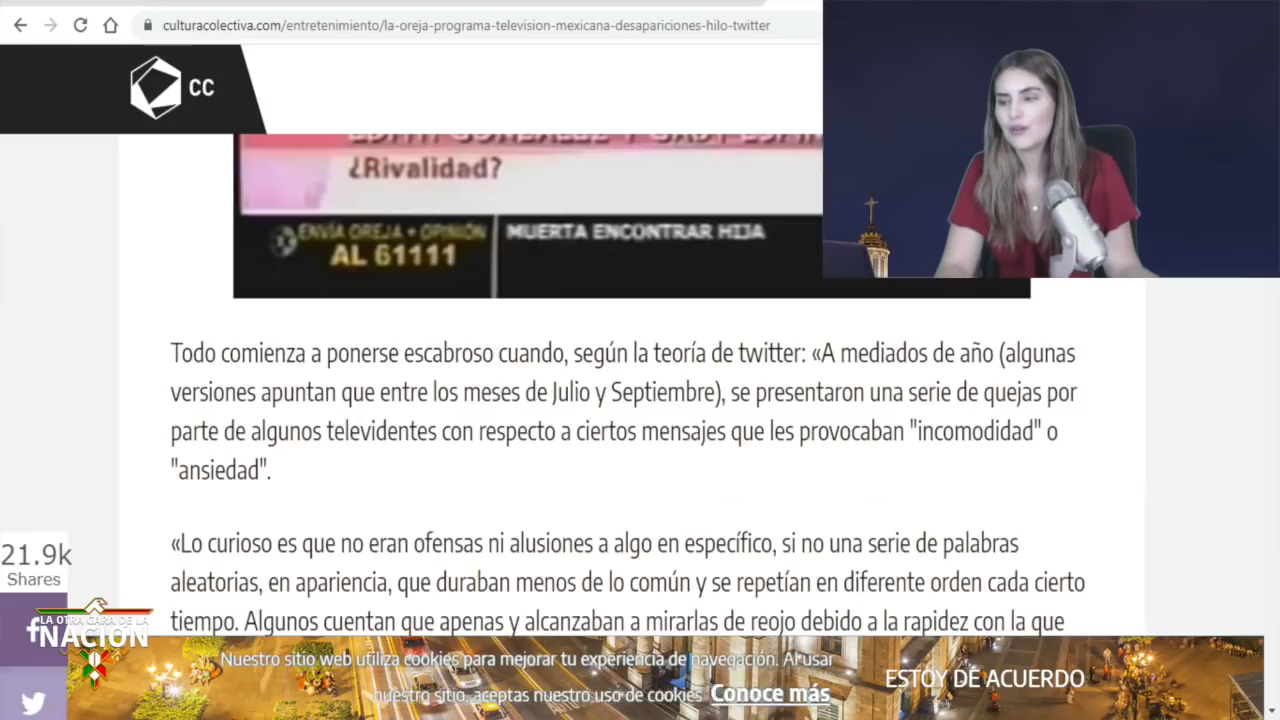 culturacolectiva.com/entretenimiento/la-oreja-programa-television-mexicana-desapariciones-hilo-twitter
CC
¿Rivalidad?
ENVÍA OREJA • OPINIÓN
AL 61111
MUERTA ENCONTRAR HIJA
Todo comienza a ponerse escabroso cuando, según la teoría de twitter: «A mediados de año (algunas
versiones apuntan que entre los meses de Julio y Septiembre), se presentaron una serie de quejas por
parte de algunos televidentes con respecto a ciertos mensajes que les provocaban "incomodidad" o
"ansiedad".
«Lo curioso es que no eran ofensas ni alusiones a algo en específico, si no una serie de palabras
aleatorias, en apariencia, que duraban menos de lo común y se repetían en diferente orden cada cierto
tiempo. Algunos cuentan que apenas y alcanzaban a mirarlas de reojo debido a la rapidez con la que
21.9k
Shares
LA OTRA CARA DE LA
NACIÓN
Nuestro sitio web utiliza cookies para mejorar tu experiencia de navegación. Al usar
nuestro sitio, aceptas nuestro uso de cookies. Conoce más
ESTOY DE ACUERDO